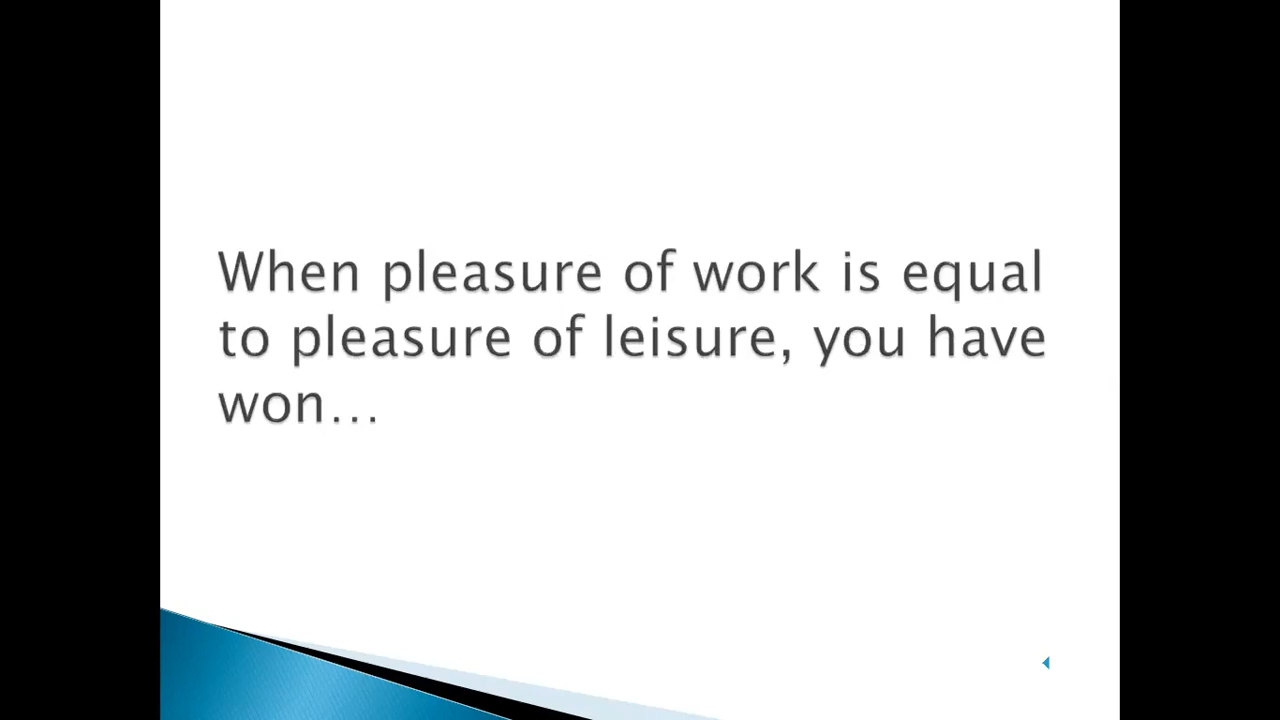 When pleasure of work is equal
to pleasure of leisure, you have
won…